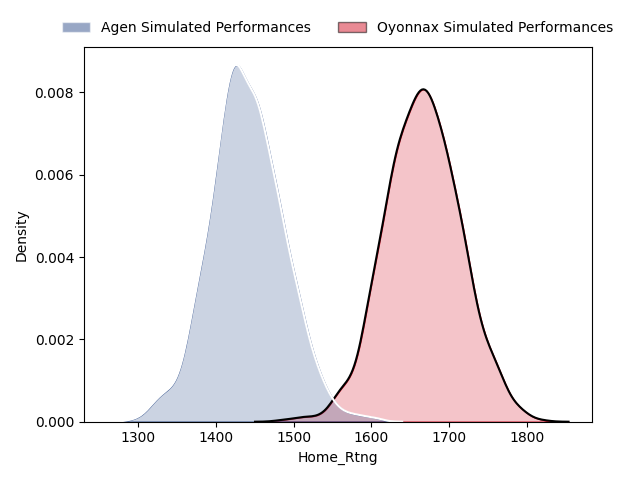 Agen Simulated Performances Oyonnax Simulated Performances
0.008
0.006
0.004
0.002
0.000
Density
1300 1400 1500 1600 1700 1800
Home_Rtng